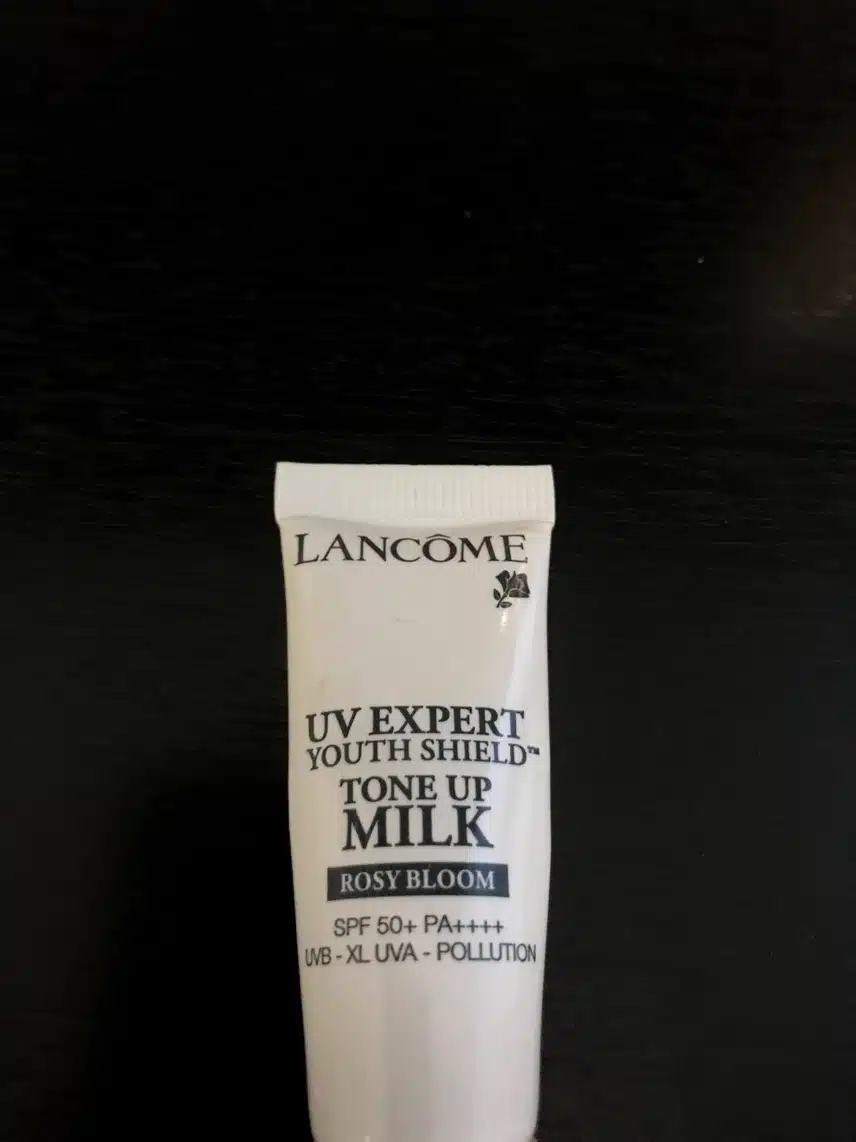 LANCÔME
UV EXPERT
YOUTH SHIELD™
TONE UP
MILK
ROSY BLOOM
SPF 50+ PA++++
UVB - XL UVA - POLLUTION